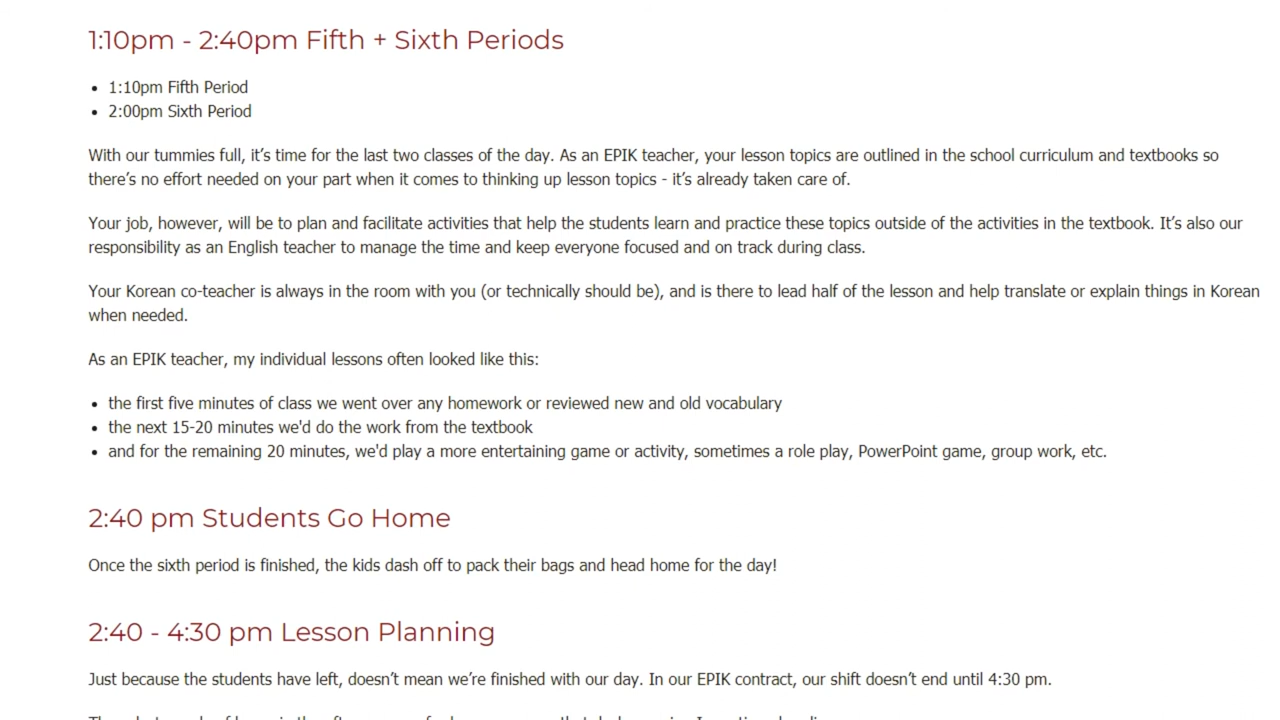 1:10pm - 2:40pm Fifth + Sixth Periods
• 1:10pm Fifth Period
• 2:00pm Sixth Period
With our tummies full, it’s time for the last two classes of the day. As an EPIK teacher, your lesson topics are outlined in the school curriculum and textbooks so
there’s no effort needed on your part when it comes to thinking up lesson topics - it’s already taken care of.
Your job, however, will be to plan and facilitate activities that help the students learn and practice these topics outside of the activities in the textbook. It’s also our
responsibility as an English teacher to manage the time and keep everyone focused and on track during class.
Your Korean co-teacher is always in the room with you (or technically should be), and is there to lead half of the lesson and help translate or explain things in Korean
when needed.
As an EPIK teacher, my individual lessons often looked like this:
• the first five minutes of class we went over any homework or reviewed new and old vocabulary
• the next 15-20 minutes we'd do the work from the textbook
• and for the remaining 20 minutes, we'd play a more entertaining game or activity, sometimes a role play, PowerPoint game, group work, etc.
2:40 pm Students Go Home
Once the sixth period is finished, the kids dash off to pack their bags and head home for the day!
2:40 - 4:30 pm Lesson Planning
Just because the students have left, doesn’t mean we’re finished with our day. In our EPIK contract, our shift doesn’t end until 4:30 pm.